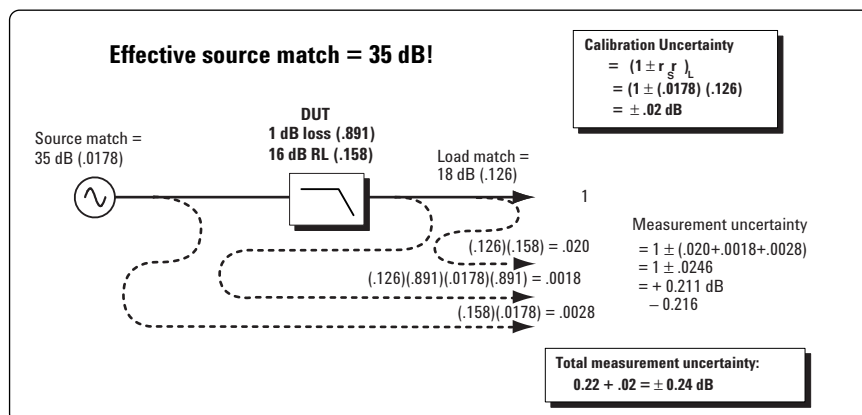 Effective source match = 35 dB!
Calibration Uncertainty
= (1 ± r r )
S L
= (1 ± (.0178) (.126)
= ± .02 dB
DUT
1 dB loss (.891)
16 dB RL (.158)
Source match =
35 dB (.0178)
Load match =
18 dB (.126)
1
Measurement uncertainty
(.126)(.158) = .020
= 1 ± (.020+.0018+.0028)
= 1 ± .0246
(.126)(.891)(.0178)(.891) = .0018
= + 0.211 dB
– 0.216
(.158)(.0178) = .0028
Total measurement uncertainty:
0.22 + .02 = ± 0.24 dB